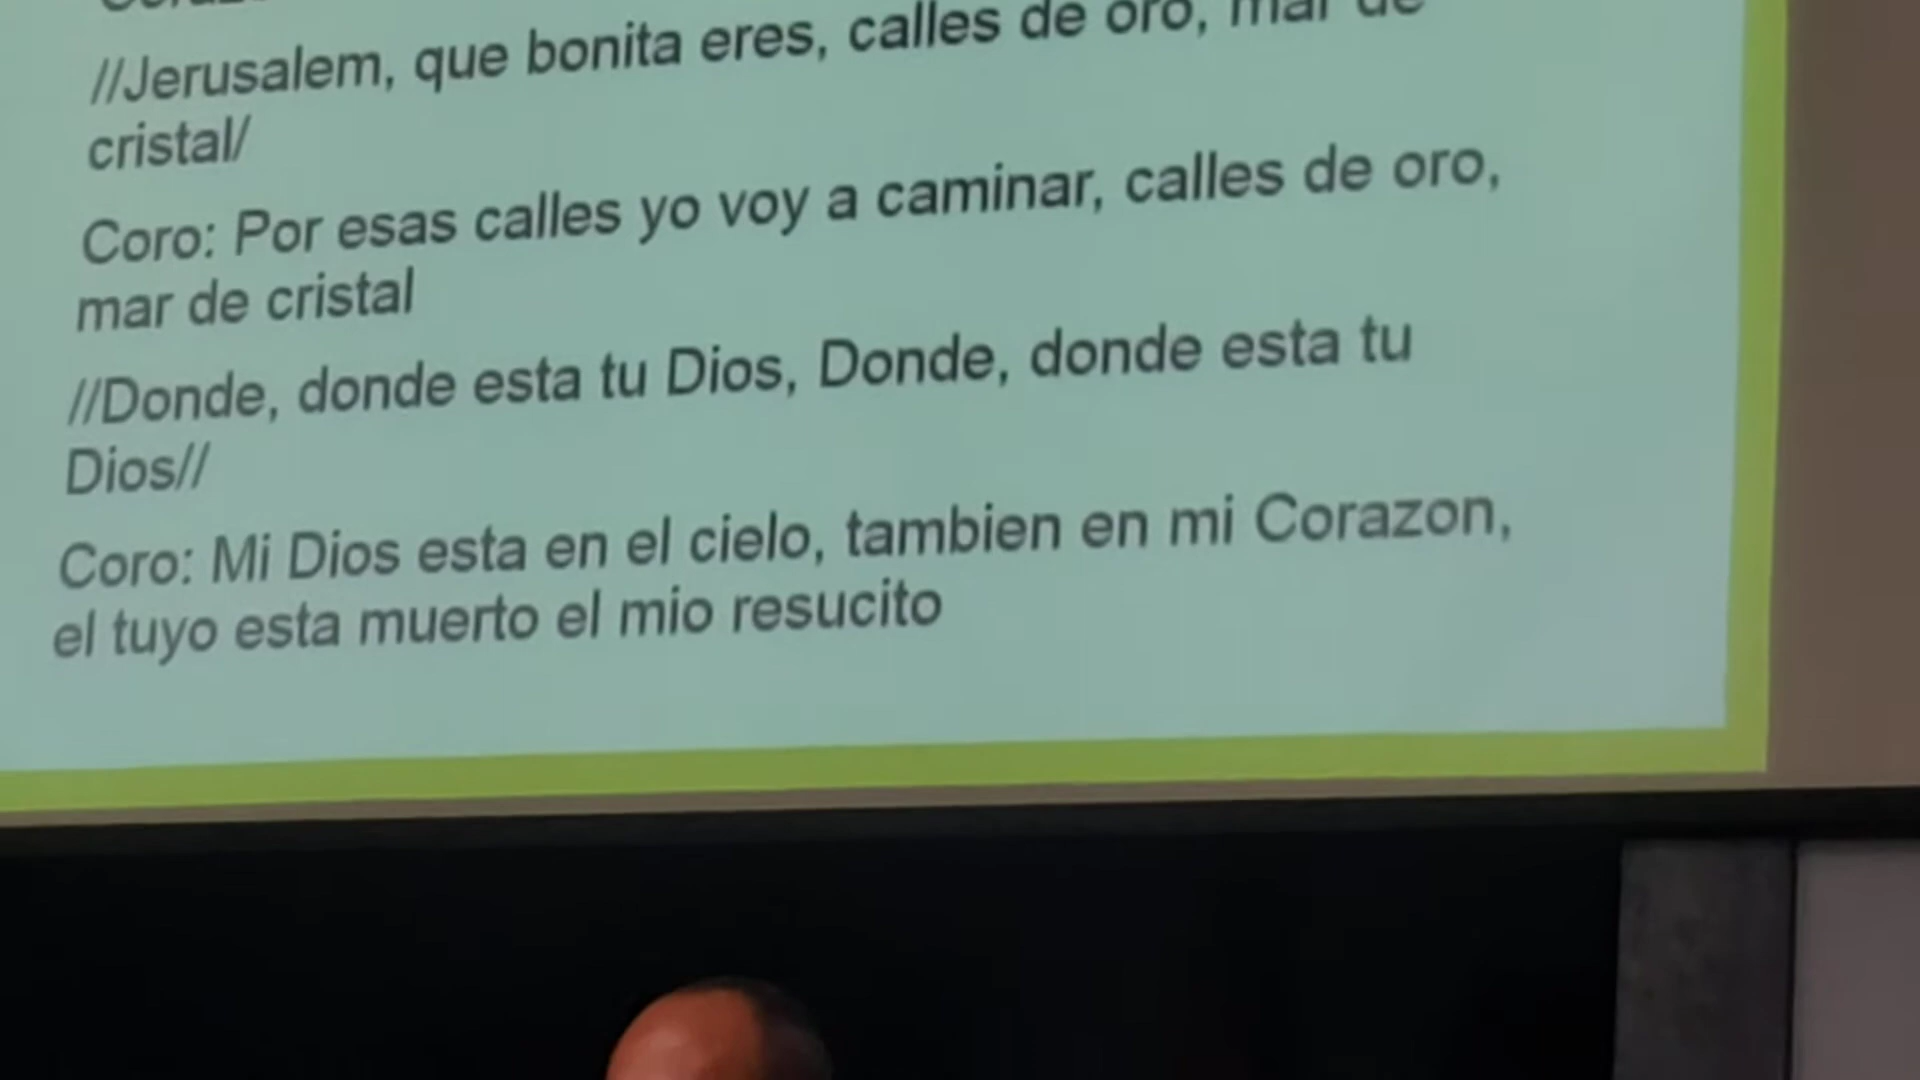 //Jerusalem, que bonita eres, calles de oro, mar de
cristal/
Coro: Por esas calles yo voy a caminar, calles de oro,
mar de cristal
//Donde, donde esta tu Dios, Donde, donde esta tu
Dios//
Coro: Mi Dios esta en el cielo, tambien en mi Corazon,
el tuyo esta muerto el mio resucito